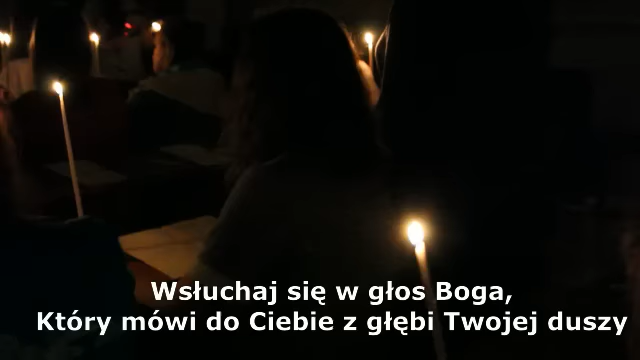 Wsłuchaj się w głos Boga,
Który mówi do Ciebie z głębi Twojej duszy